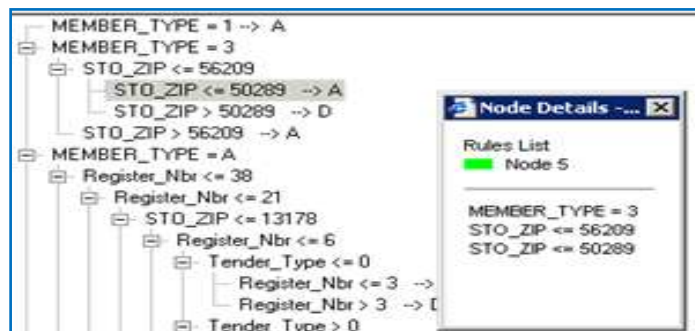 MEMBER_TYPE = 1 --> A
MEMBER_TYPE = 3
STO_ZIP <= 56209
STO_ZIP <= 50289 --> A
STO_ZIP > 50289 --> D
STO_ZIP > 56209 --> A
MEMBER_TYPE = A
Register_Nbr <= 38
Register_Nbr <= 21
STO_ZIP <= 13178
Register_Nbr <= 6
Tender_Type <= 0
Register_Nbr <= 3 -->
Register_Nbr > 3 -->
Tender_Type > 0
Node Details -...
Rules List
Node 5
MEMBER_TYPE = 3
STO_ZIP <= 56209
STO_ZIP <= 50289